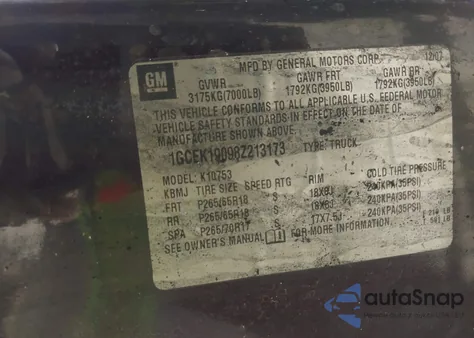 GM
MFD BY GENERAL MOTORS CORP. 12/07
GVWR GAWR FRT GAWR RR
3175KG(7000LB) 1792KG(3950LB) 1792KG(3950LB)
THIS VEHICLE CONFORMS TO ALL APPLICABLE U.S. FEDERAL MOTOR
VEHICLE SAFETY STANDARDS IN EFFECT ON THE DATE OF
MANUFACTURE SHOWN ABOVE.
TYPE: TRUCK
MODEL: K10753
KBMJ TIRE SIZE SPEED RTG RIM COLD TIRE PRESSURE
FRT P265/65R18 S 18X8J 240KPA(35PSI)
RR P265/65R18 S 18X8J 240KPA(35PSI)
SPA P265/70R17 S 17X7.5J 240KPA(35PSI)
SEE OWNER'S MANUAL FOR MORE INFORMATION.
autoSnap